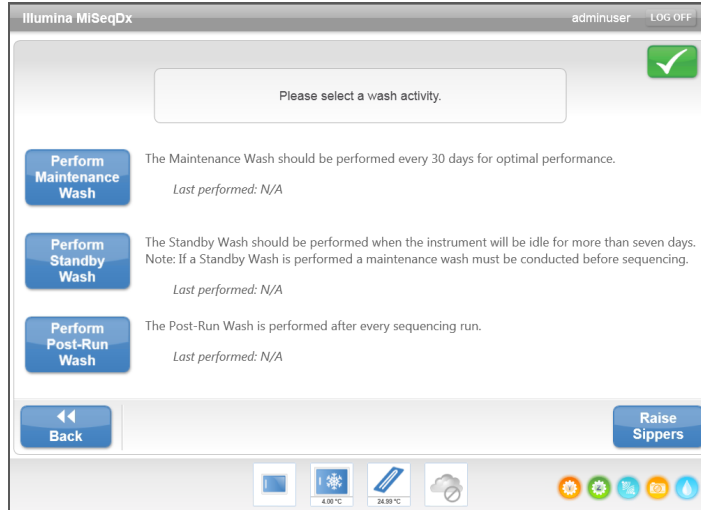 Illumina MiSeqDx
adminuser LOG OFF
Please select a wash activity.
Perform
Maintenance
Wash
The Maintenance Wash should be performed every 30 days for optimal performance.
Last performed: N/A
Perform
Standby
Wash
The Standby Wash should be performed when the instrument will be idle for more than seven days.
Note: If a Standby Wash is performed a maintenance wash must be conducted before sequencing.
Last performed: N/A
Perform
Post-Run
Wash
The Post-Run Wash is performed after every sequencing run.
Last performed: N/A
Back
Raise
Sippers
4.00 °C
24.93 °C